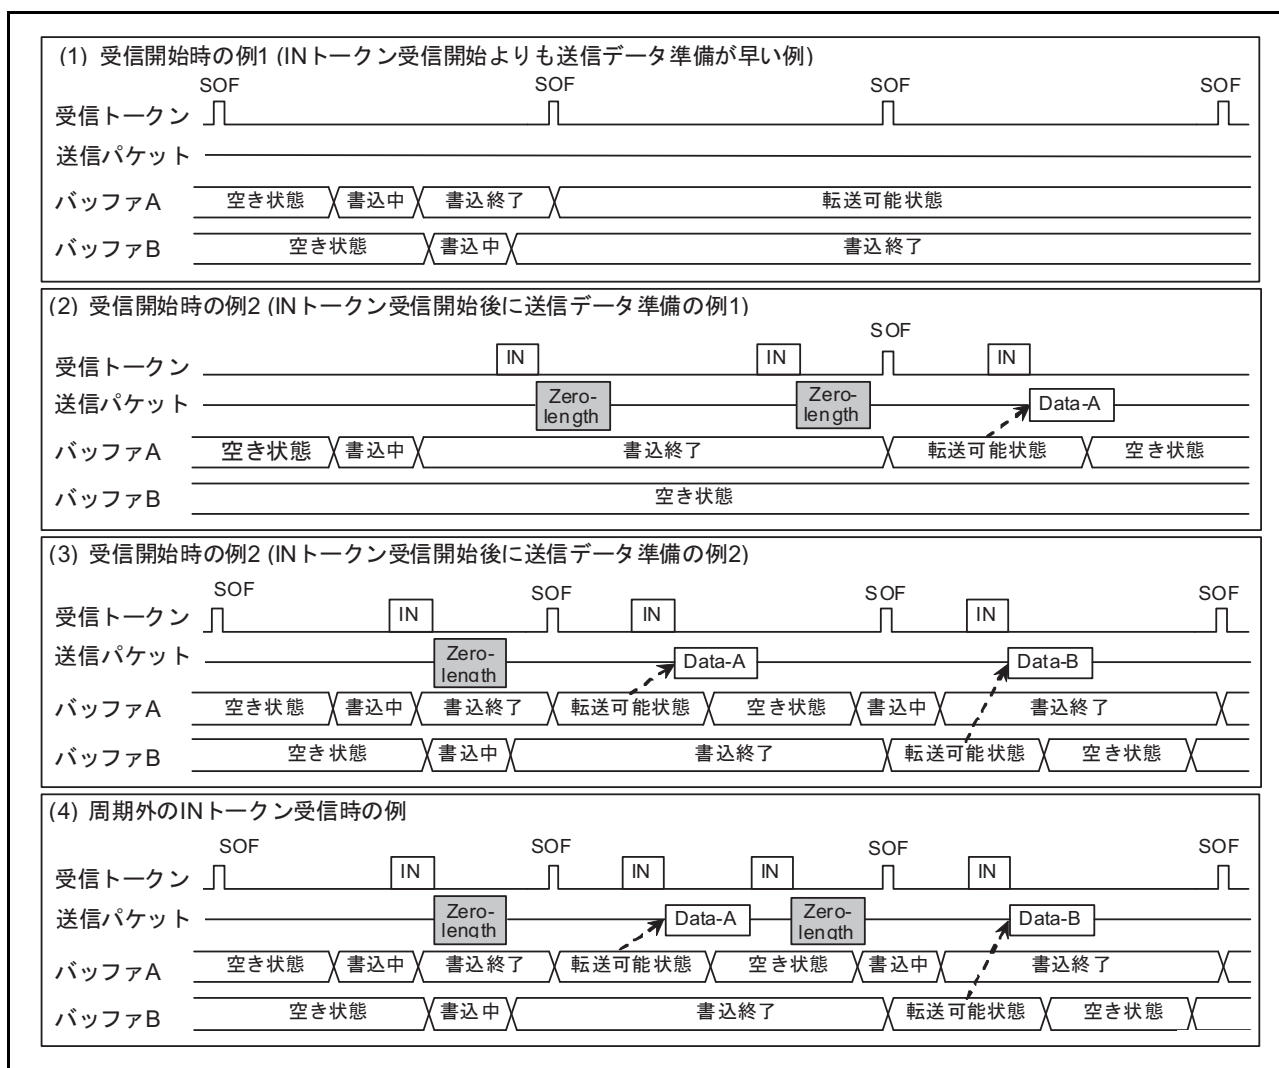 (1) 受信開始時の例1 (INトークン受信開始よりも送信データ準備が早い例)
SOF SOF SOF SOF
受信トークン
送信パケット
バッファA 空き状態 書込中 書込終了 転送可能状態
バッファB 空き状態 書込中 書込終了
(2) 受信開始時の例2 (INトークン受信開始後に送信データ準備の例1)
SOF
受信トークン IN IN IN
送信パケット Zero-length Zero-length Data-A
バッファA 空き状態 書込中 書込終了 転送可能状態 空き状態
バッファB 空き状態
(3) 受信開始時の例2 (INトークン受信開始後に送信データ準備の例2)
SOF SOF SOF SOF
受信トークン IN IN IN
送信パケット Zero-length Data-A Data-B
バッファA 空き状態 書込中 書込終了 転送可能状態 空き状態 書込中 書込終了
バッファB 空き状態 書込中 書込終了 転送可能状態 空き状態
(4) 周期外のINトークン受信時の例
SOF SOF SOF SOF
受信トークン IN IN IN IN
送信パケット Zero-length Data-A Zero-length Data-B
バッファA 空き状態 書込中 書込終了 転送可能状態 空き状態 書込中 書込終了
バッファB 空き状態 書込中 書込終了 転送可能状態 空き状態